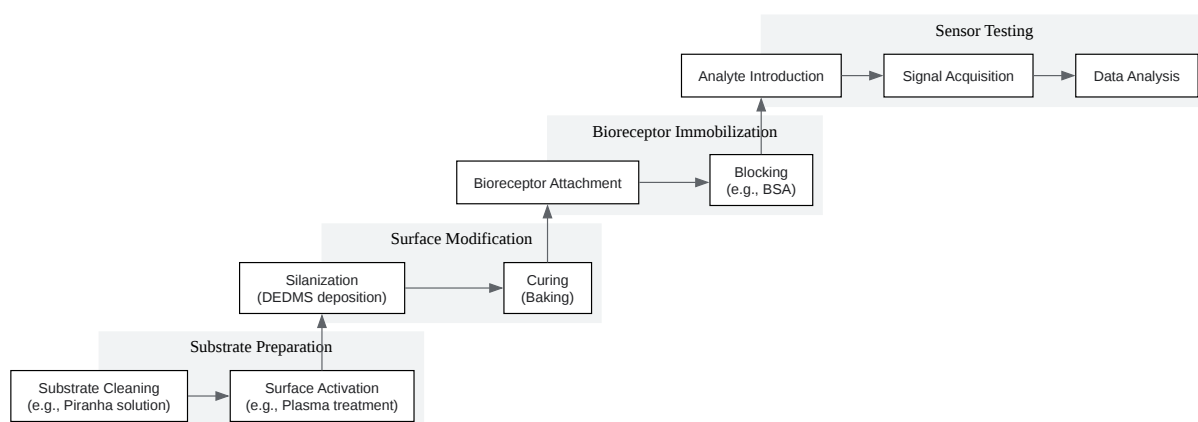 Sensor Testing
Analyte Introduction
Signal Acquisition
Data Analysis
Bioreceptor Immobilization
Bioreceptor Attachment
Blocking
(e.g., BSA)
Surface Modification
Silanization
(DEDMS deposition)
Curing
(Baking)
Substrate Preparation
Substrate Cleaning
(e.g., Piranha solution)
Surface Activation
(e.g., Plasma treatment)